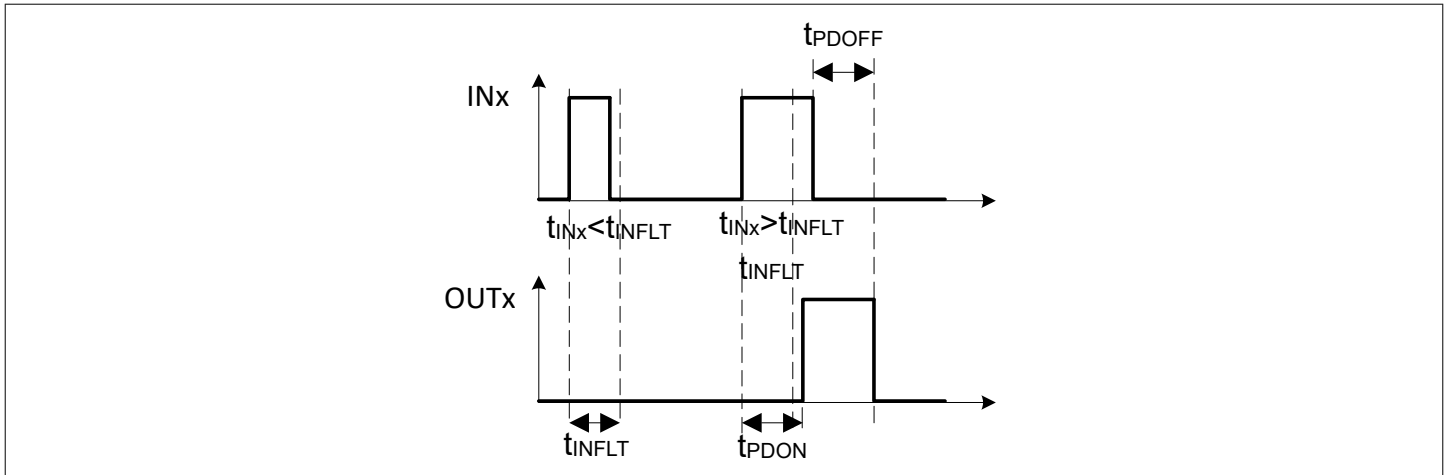 tPDOFF
INx
tINx<tINFLT
tINx>tINFLT
tINFLT
OUTx
tINFLT
tPDON